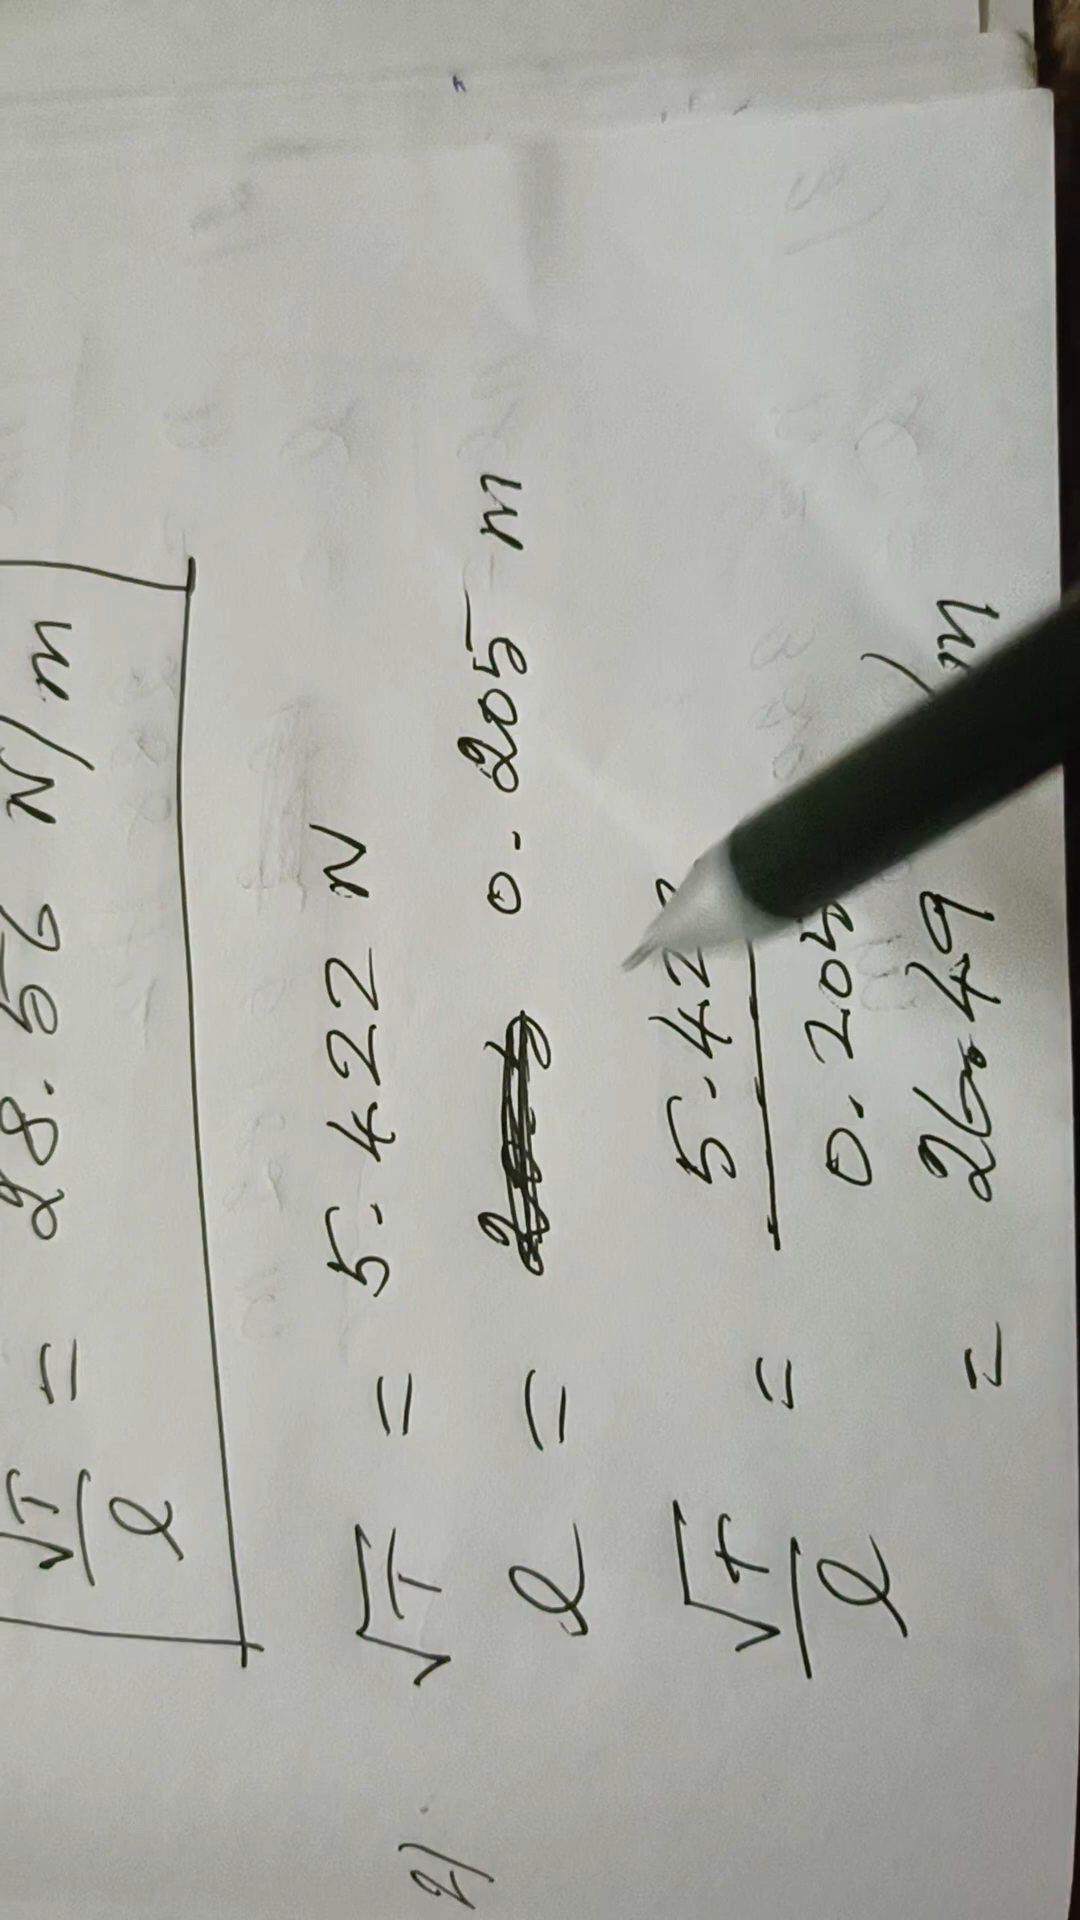 √T/l = 28.56 N/m
2) √T = 5.422 N
l = 0.205 m
√T/l = 5.42 / 0.205
= 26.49 /m